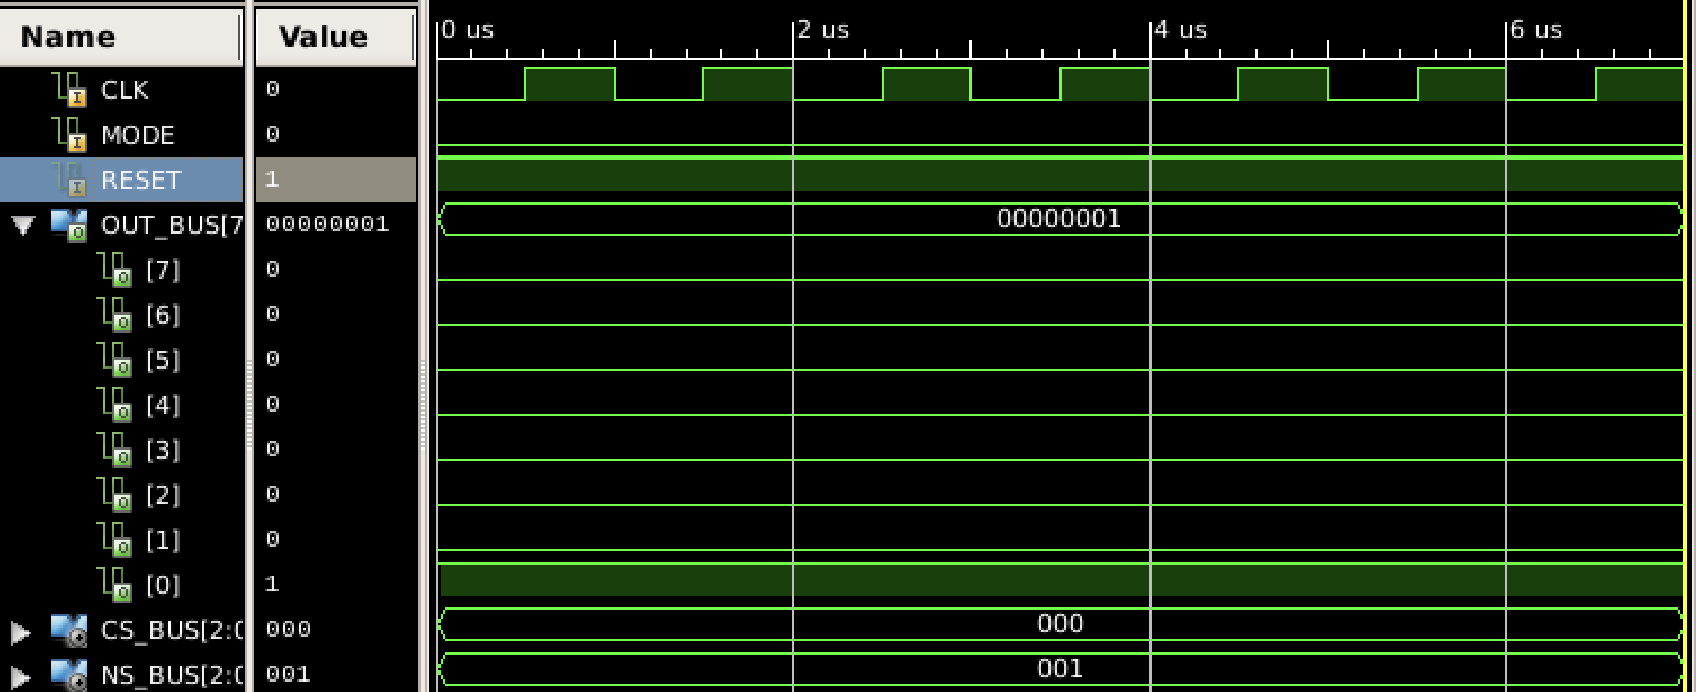 Name Value 0 us 2 us 4 us 6 us
CLK 0
MODE 0
RESET 1
OUT_BUS[7 00000001 00000001
[7] 0
[6] 0
[5] 0
[4] 0
[3] 0
[2] 0
[1] 0
[0] 1
CS_BUS[2:0 000 000
NS_BUS[2:0 001 001